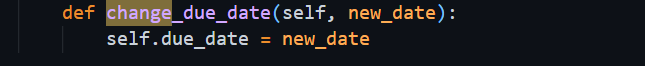 def change_due_date(self, new_date):
    self.due_date = new_date